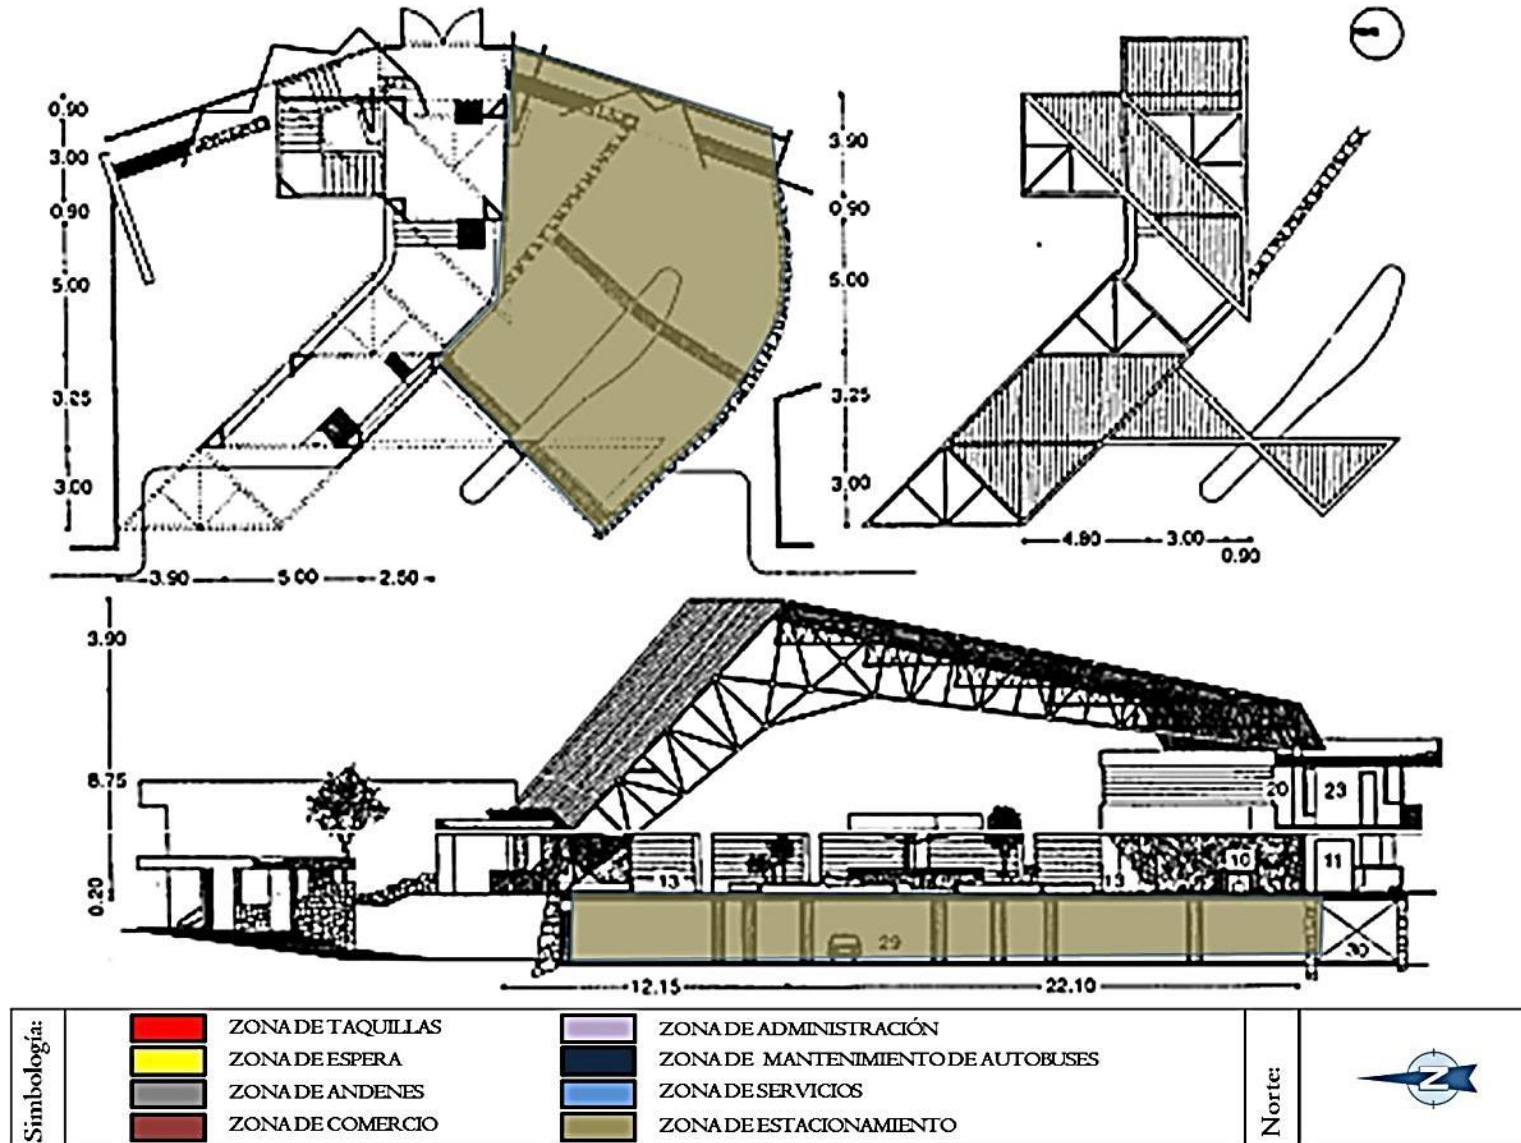 0.90
3.00
0.90
5.00
3.25
3.00
3.90 5.00 2.50
3.90
0.90
5.00
3.25
3.00
4.80 3.00
0.90
3.90
6.75
0.20
20 23
10 11
13 13
29 30
12.15 22.10
Simbología:
ZONA DE TAQUILLAS
ZONA DE ESPERA
ZONA DE ANDENES
ZONA DE COMERCIO
ZONA DE ADMINISTRACIÓN
ZONA DE MANTENIMIENTO DE AUTOBUSES
ZONA DE SERVICIOS
ZONA DE ESTACIONAMIENTO
Norte:
N